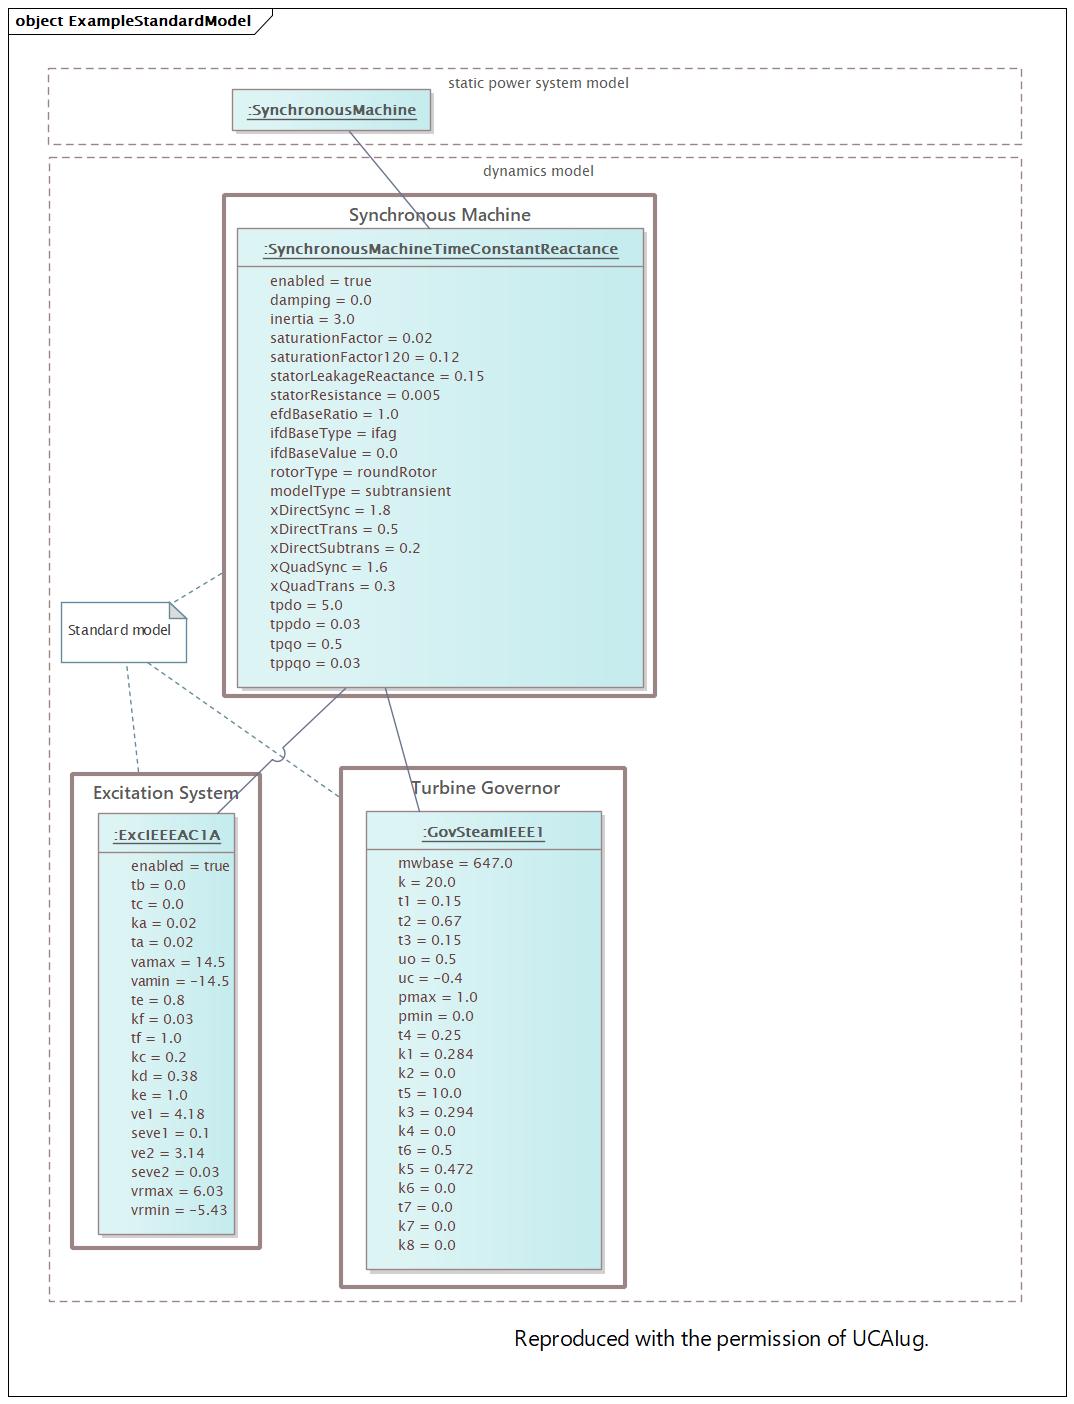 object ExampleStandardModel
static power system model
:SynchronousMachine
dynamics model
Synchronous Machine
:SynchronousMachineTimeConstantReactance
enabled = true
damping = 0.0
inertia = 3.0
saturationFactor = 0.02
saturationFactor120 = 0.12
statorLeakageReactance = 0.15
statorResistance = 0.005
efdBaseRatio = 1.0
ifdBaseType = ifag
ifdBaseValue = 0.0
rotorType = roundRotor
modelType = subtransient
xDirectSync = 1.8
xDirectTrans = 0.5
xDirectSubtrans = 0.2
xQuadSync = 1.6
xQuadTrans = 0.3
tpdo = 5.0
tppdo = 0.03
tpqo = 0.5
tppqo = 0.03
Standard model
Excitation System
:ExcIEEEAC1A
enabled = true
tb = 0.0
tc = 0.0
ka = 0.02
ta = 0.02
vamax = 14.5
vamin = -14.5
te = 0.8
kf = 0.03
tf = 1.0
kc = 0.2
kd = 0.38
ke = 1.0
ve1 = 4.18
seve1 = 0.1
ve2 = 3.14
seve2 = 0.03
vrmax = 6.03
vrmin = -5.43
Turbine Governor
:GovSteamIEEE1
mwbase = 647.0
k = 20.0
t1 = 0.15
t2 = 0.67
t3 = 0.15
uo = 0.5
uc = -0.4
pmax = 1.0
pmin = 0.0
t4 = 0.25
k1 = 0.284
k2 = 0.0
t5 = 10.0
k3 = 0.294
k4 = 0.0
t6 = 0.5
k5 = 0.472
k6 = 0.0
t7 = 0.0
k7 = 0.0
k8 = 0.0
Reproduced with the permission of UCAIug.